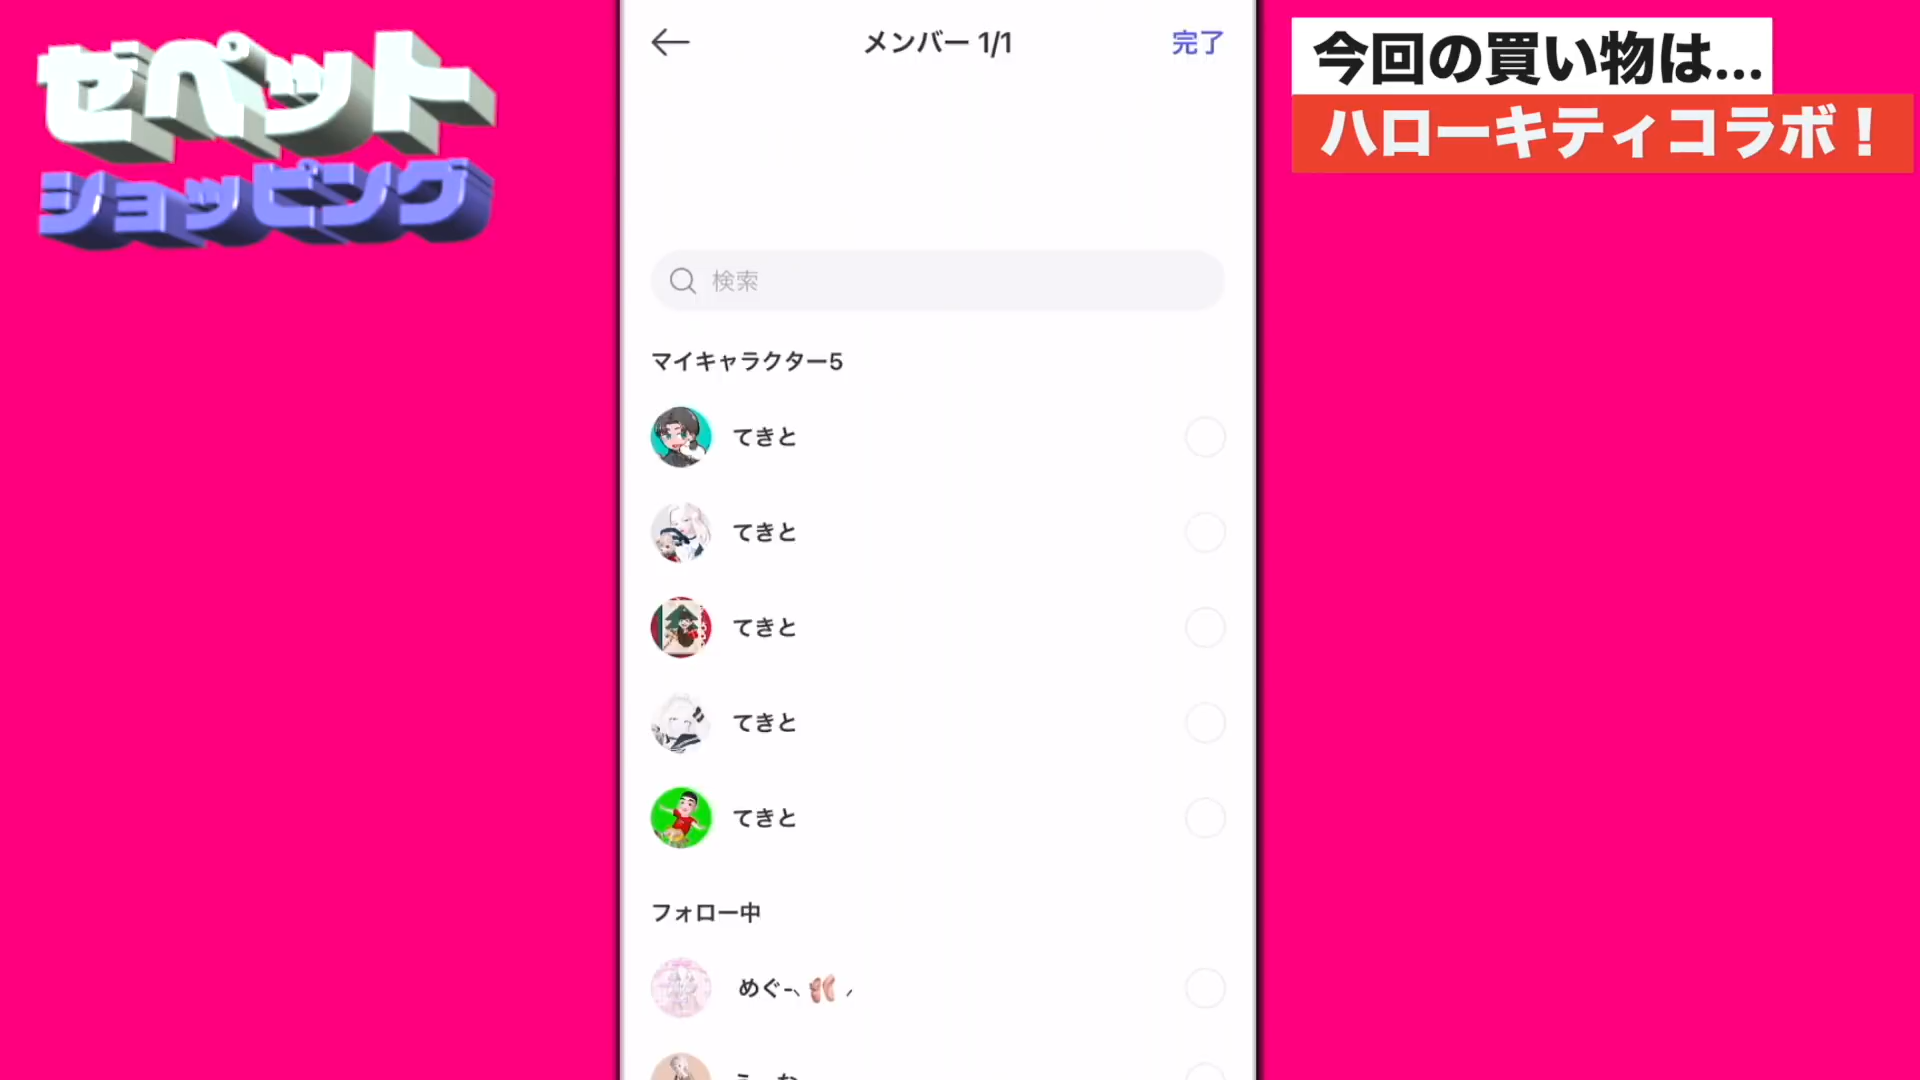 ゼペット
ショッピング
メンバー 1/1
完了
今回の買い物は...
ハローキティコラボ！
検索
マイキャラクター5
てきと
てきと
てきと
てきと
てきと
フォロー中
めぐ-